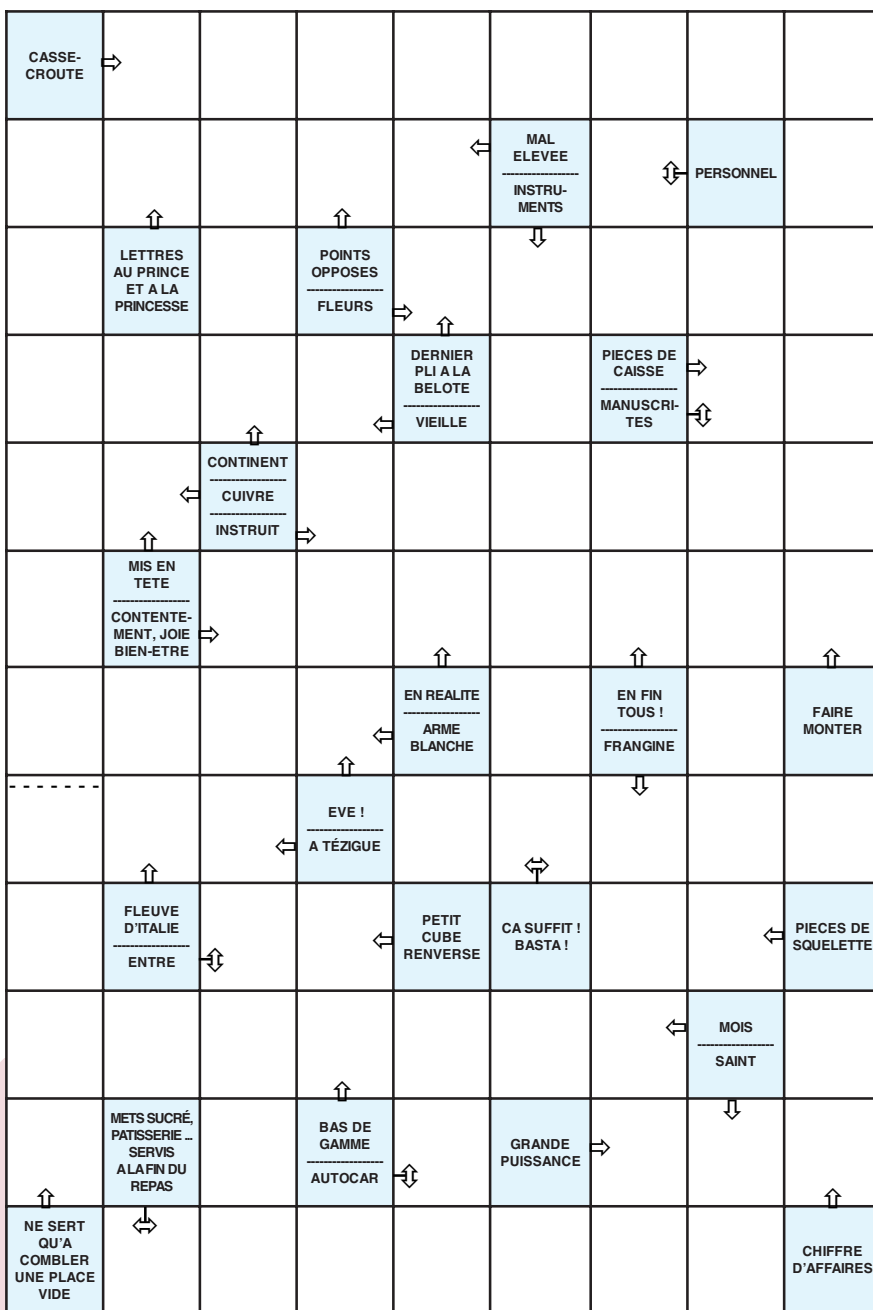 CASSE-
CROUTE
MAL
ELEVEE
INSTRU-
MENTS
PERSONNEL
LETTRES
AU PRINCE
ET A LA
PRINCESSE
POINTS
OPPOSES
FLEURS
DERNIER
PLI A LA
BELOTE
VIEILLE
PIECES DE
CAISSE
MANUSCRI-
TES
CONTINENT
CUIVRE
INSTRUIT
MIS EN
TETE
CONTENTE-
MENT, JOIE
BIEN-ETRE
EN REALITE
ARME
BLANCHE
EN FIN
TOUS !
FRANGINE
FAIRE
MONTER
EVE !
A TÉZIGUE
FLEUVE
D'ITALIE
ENTRE
PETIT
CUBE
RENVERSE
CA SUFFIT !
BASTA !
PIECES DE
SQUELETTE
MOIS
SAINT
METS SUCRÉ,
PATISSERIE ...
SERVIS
A LA FIN DU
REPAS
BAS DE
GAMME
AUTOCAR
GRANDE
PUISSANCE
NE SERT
QU'A
COMBLER
UNE PLACE
VIDE
CHIFFRE
D'AFFAIRES